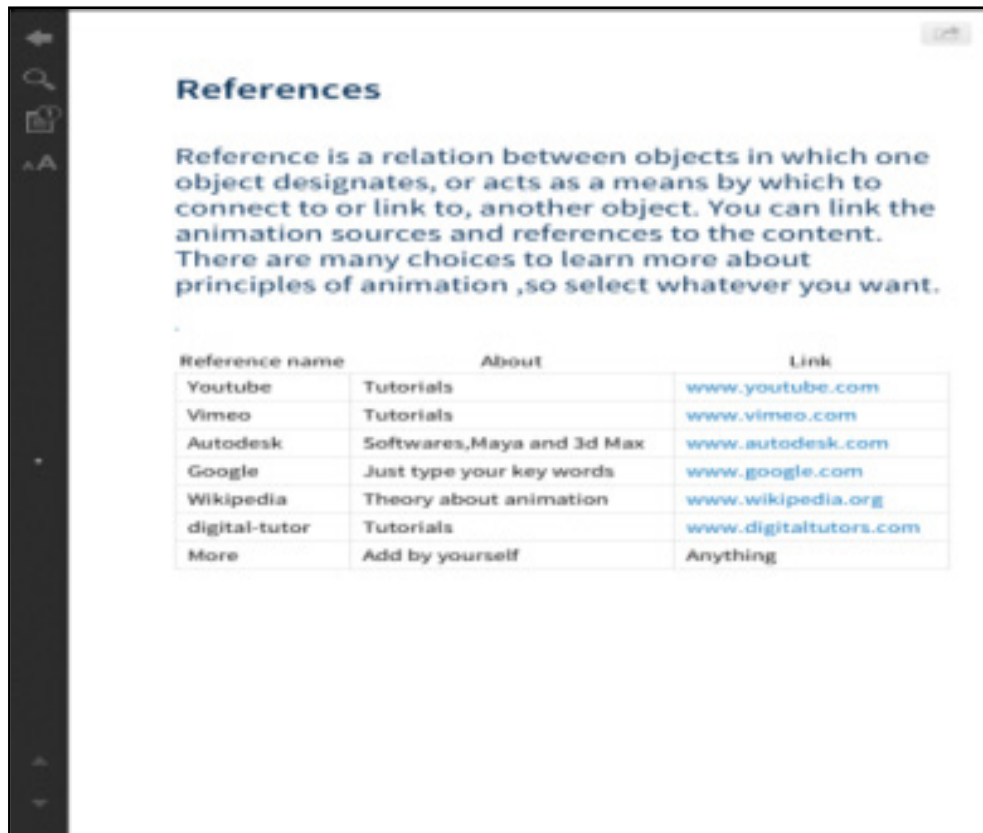 References
Reference is a relation between objects in which one
object designates, or acts as a means by which to
connect to or link to, another object. You can link the
animation sources and references to the content.
There are many choices to learn more about
principles of animation ,so select whatever you want.
Reference name About Link
Youtube Tutorials www.youtube.com
Vimeo Tutorials www.vimeo.com
Autodesk Softwares,Maya and 3d Max www.autodesk.com
Google Just type your key words www.google.com
Wikipedia Theory about animation www.wikipedia.org
digital-tutor Tutorials www.digitaltutors.com
More Add by yourself Anything
AA